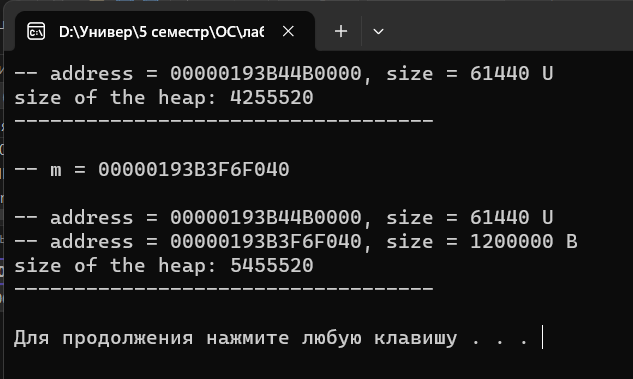 D:\Универ\5 семестр\ОС\лаб
-- address = 00000193B44B0000, size = 61440 U
size of the heap: 4255520
-----------------------------------
-- m = 00000193B3F6F040
-- address = 00000193B44B0000, size = 61440 U
-- address = 00000193B3F6F040, size = 1200000 B
size of the heap: 5455520
-----------------------------------
Для продолжения нажмите любую клавишу . . .